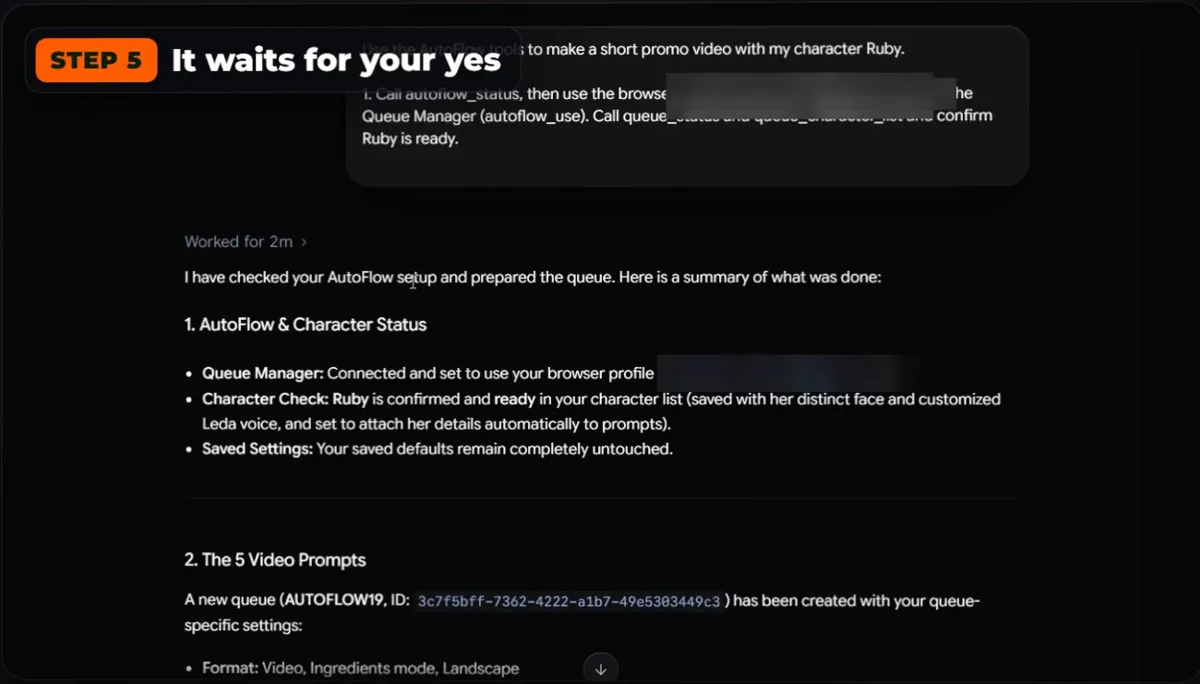 STEP 5 It waits for your yes
Use the AutoFlow tools to make a short promo video with my character Ruby.
1. Call autoflow_status, then use the browse he
Queue Manager (autoflow_use). Call queue_status and queue_character_list and confirm
Ruby is ready.
Worked for 2m ›
I have checked your AutoFlow setup and prepared the queue. Here is a summary of what was done:
1. AutoFlow & Character Status
• Queue Manager: Connected and set to use your browser profile
• Character Check: Ruby is confirmed and ready in your character list (saved with her distinct face and customized
Leda voice, and set to attach her details automatically to prompts).
• Saved Settings: Your saved defaults remain completely untouched.
2. The 5 Video Prompts
A new queue (AUTOFLOW19, ID: 3c7f5bff-7362-4222-a1b7-49e5303449c3 ) has been created with your queue-
specific settings:
• Format: Video, Ingredients mode, Landscape